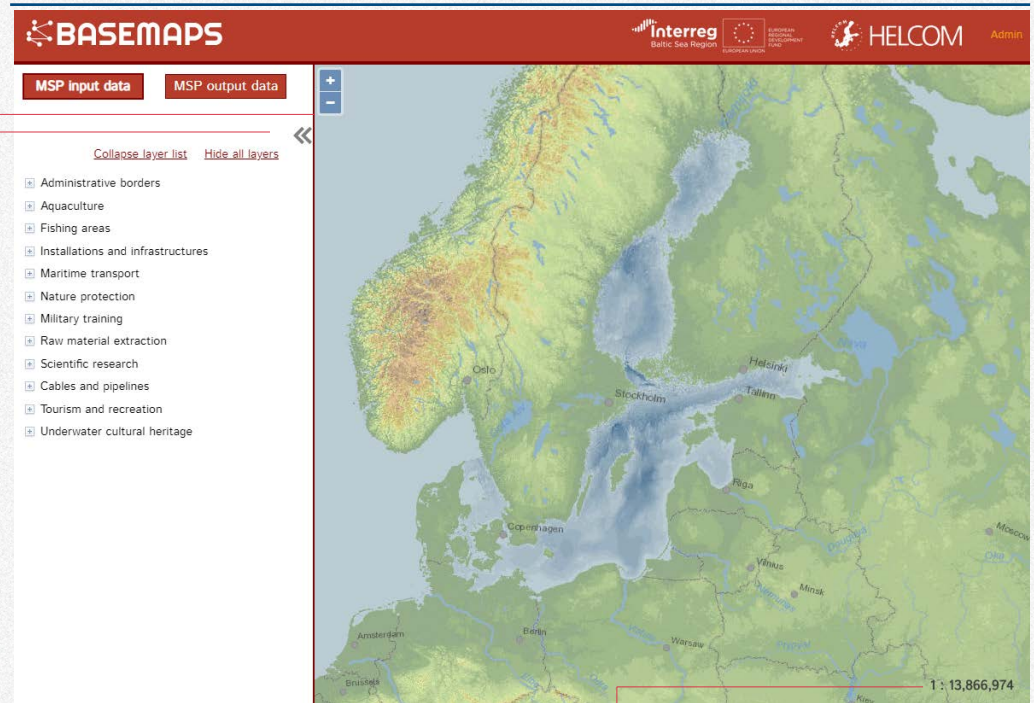 BASEMAPS
Interreg
Baltic Sea Region
EUROPEAN UNION
EUROPEAN
REGIONAL
DEVELOPMENT
FUND
HELCOM
Admin
MSP input data
MSP output data
+
−
Collapse layer list Hide all layers
Administrative borders
Aquaculture
Fishing areas
Installations and infrastructures
Maritime transport
Nature protection
Military training
Raw material extraction
Scientific research
Cables and pipelines
Tourism and recreation
Underwater cultural heritage
Neva
Helsinki
Oslo
Stockholm
Tallinn
Riga
Copenhagen
Moscow
Oka
Vilnius
Minsk
Berlin
Amsterdam
Warsaw
Brussels
1 : 13,866,974